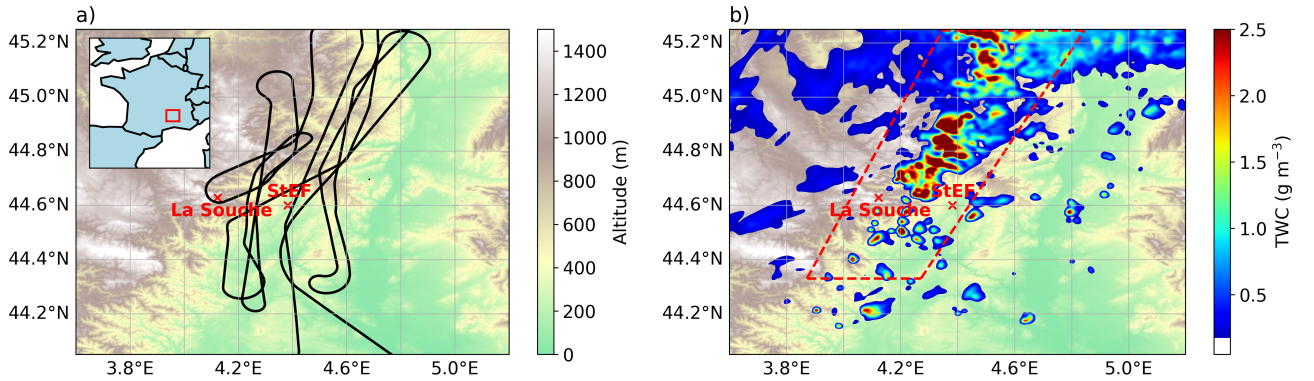 a)
45.2°N
45.0°N
44.8°N
44.6°N
44.4°N
44.2°N
3.8°E
4.2°E
4.6°E
5.0°E
StEF
La Souche
1400
1200
1000
800
600
400
200
0
Altitude (m)
b)
45.2°N
45.0°N
44.8°N
44.6°N
44.4°N
44.2°N
3.8°E
4.2°E
4.6°E
5.0°E
StEF
La Souche
2.5
2.0
1.5
1.0
0.5
TWC (g m⁻³)